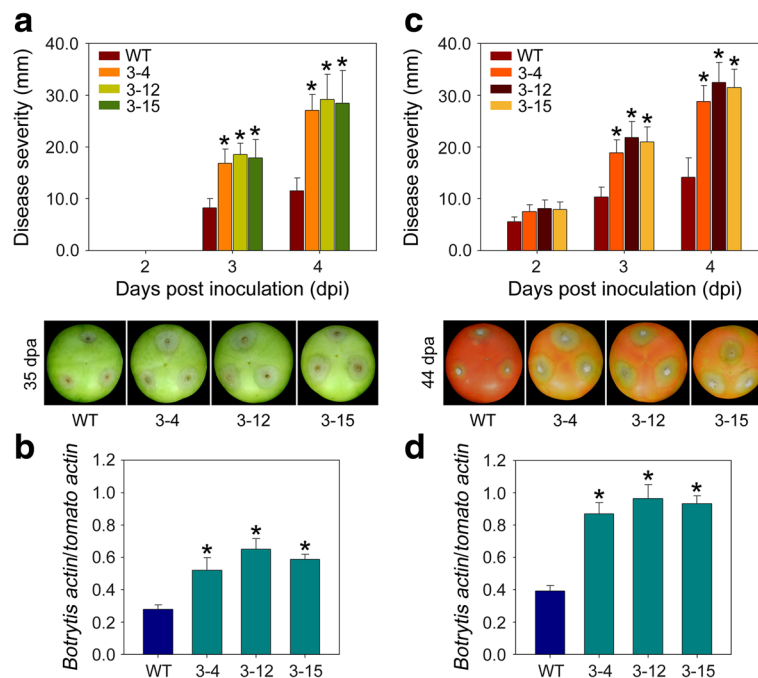 a
Disease severity (mm)
40.0
30.0
20.0
10.0
0.0
WT
3-4
3-12
3-15
* * *
* * *
2 3 4
Days post inoculation (dpi)
35 dpa
WT 3-4 3-12 3-15
b
Botrytis actin/tomato actin
1.2
1.0
0.8
0.6
0.4
0.2
0.0
* * *
WT 3-4 3-12 3-15
c
Disease severity (mm)
40.0
30.0
20.0
10.0
0.0
WT
3-4
3-12
3-15
* * *
* * *
2 3 4
Days post inoculation (dpi)
44 dpa
WT 3-4 3-12 3-15
d
Botrytis actin/tomato actin
1.2
1.0
0.8
0.6
0.4
0.2
0.0
* * *
WT 3-4 3-12 3-15